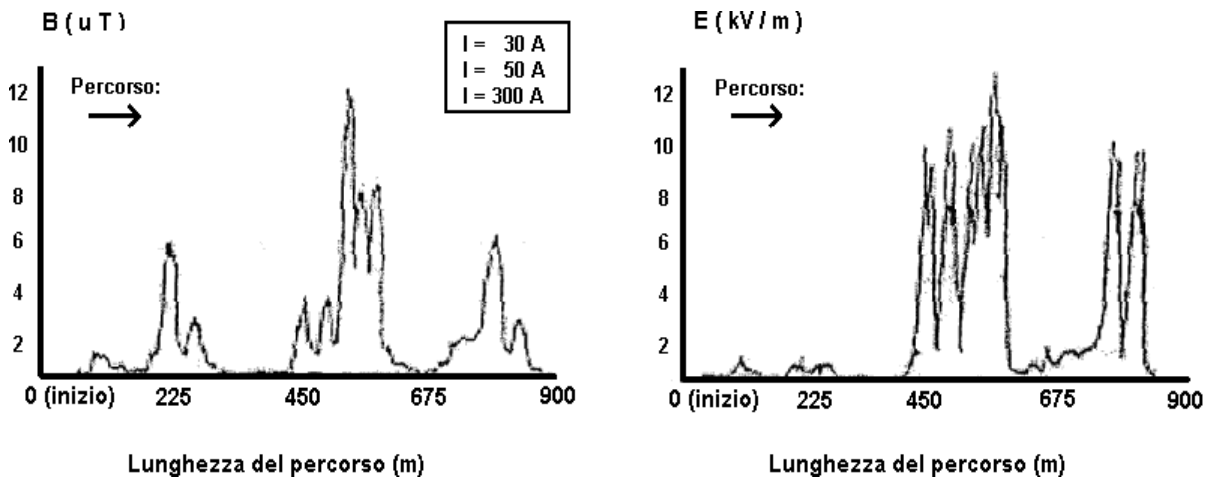 B ( u T )
I = 30 A
I = 50 A
I = 300 A
Percorso:
12
10
8
6
4
2
0 (inizio) 225 450 675 900
Lunghezza del percorso (m)
E ( kV / m )
Percorso:
12
10
8
6
4
2
0 (inizio) 225 450 675 900
Lunghezza del percorso (m)